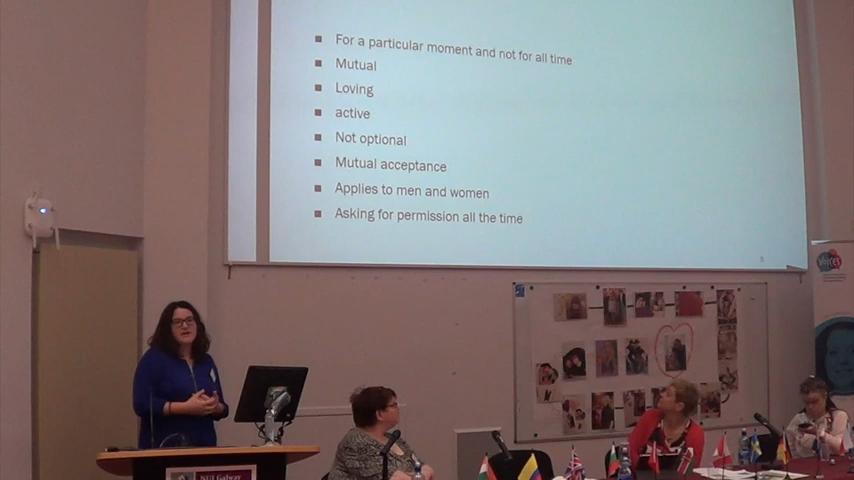 For a particular moment and not for all time
Mutual
Loving
active
Not optional
Mutual acceptance
Applies to men and women
Asking for permission all the time
Voices
NUI Galway